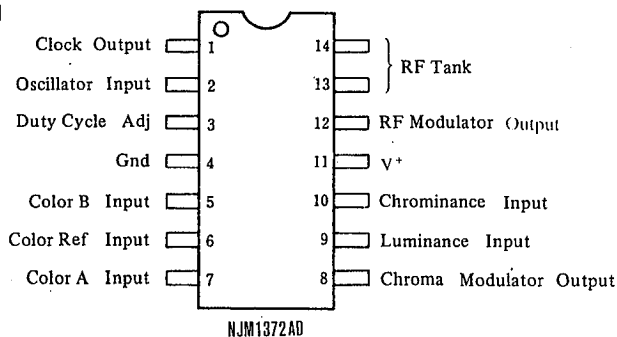 Clock Output 1 14
RF Tank
Oscillator Input 2 13
Duty Cycle Adj 3 12 RF Modulator Output
Gnd 4 11 V+
Color B Input 5 10 Chrominance Input
Color Ref Input 6 9 Luminance Input
Color A Input 7 8 Chroma Modulator Output
NJM1372AD